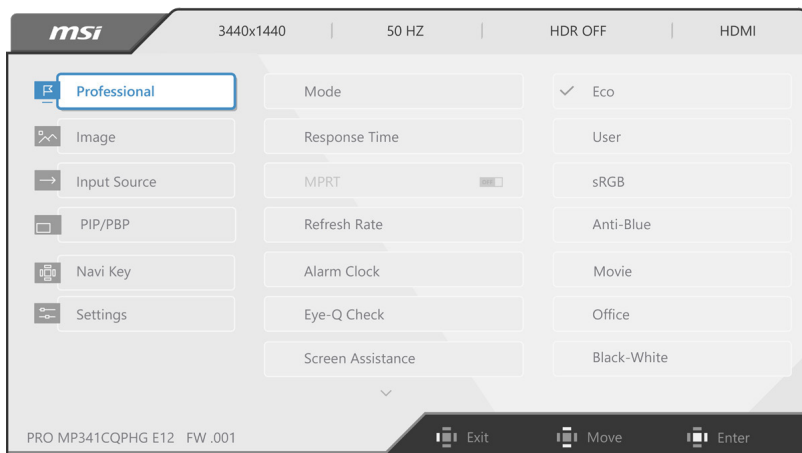 msi
3440x1440 50 HZ HDR OFF HDMI
Professional Mode Eco
Image Response Time User
Input Source MPRT sRGB
PIP/PBP Refresh Rate Anti-Blue
Navi Key Alarm Clock Movie
Settings Eye-Q Check Office
Screen Assistance Black-White
PRO MP341CQPHG E12 FW .001 Exit Move Enter